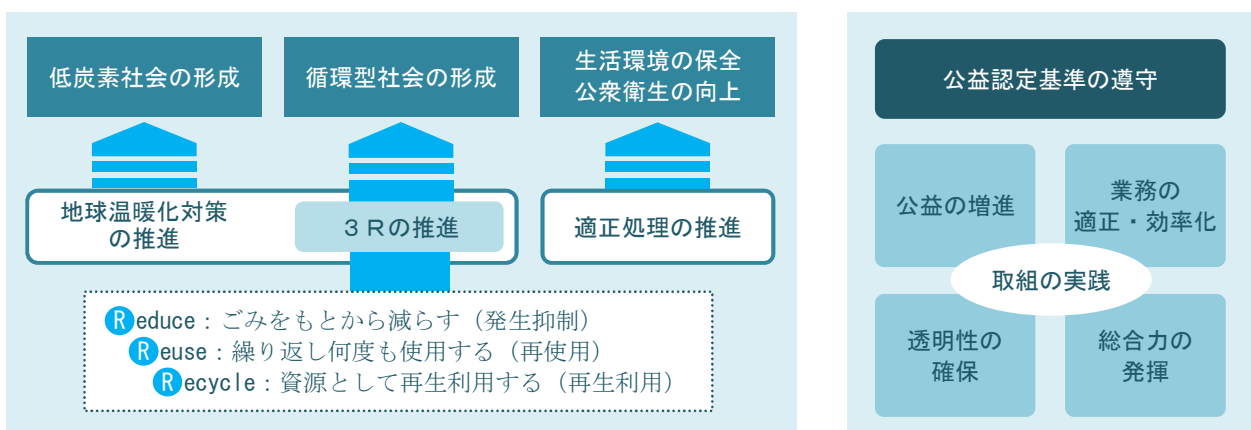 低炭素社会の形成
循環型社会の形成
生活環境の保全
公衆衛生の向上
地球温暖化対策
の推進
３Ｒの推進
適正処理の推進
Reduce：ごみをもとから減らす（発生抑制）
Reuse：繰り返し何度も使用する（再使用）
Recycle：資源として再生利用する（再生利用）
公益認定基準の遵守
公益の増進
業務の
適正・効率化
取組の実践
透明性の
確保
総合力の
発揮